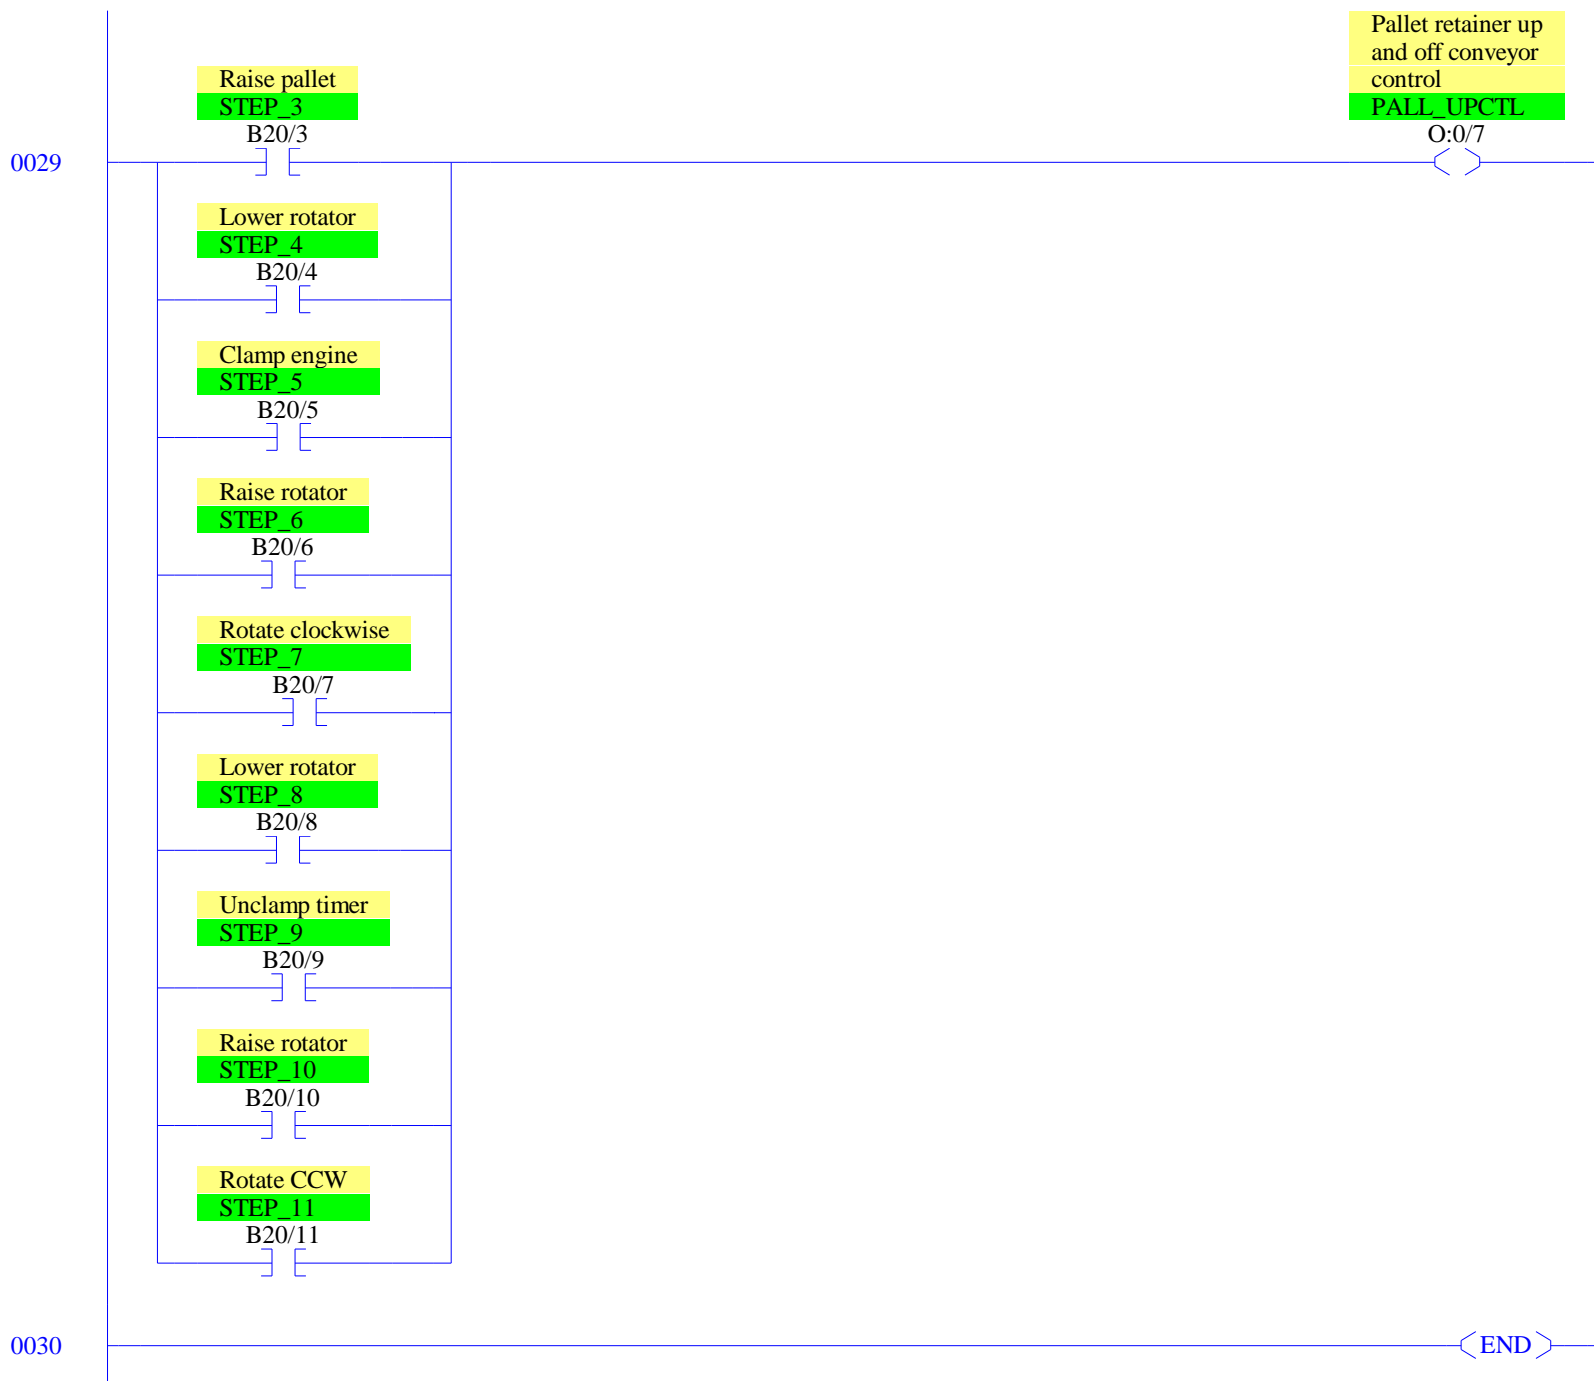 Pallet retainer up
and off conveyor
control
PALL_UPCTL
O:0/7
Raise pallet
STEP_3
B20/3
0029
Lower rotator
STEP_4
B20/4
Clamp engine
STEP_5
B20/5
Raise rotator
STEP_6
B20/6
Rotate clockwise
STEP_7
B20/7
Lower rotator
STEP_8
B20/8
Unclamp timer
STEP_9
B20/9
Raise rotator
STEP_10
B20/10
Rotate CCW
STEP_11
B20/11
0030
END